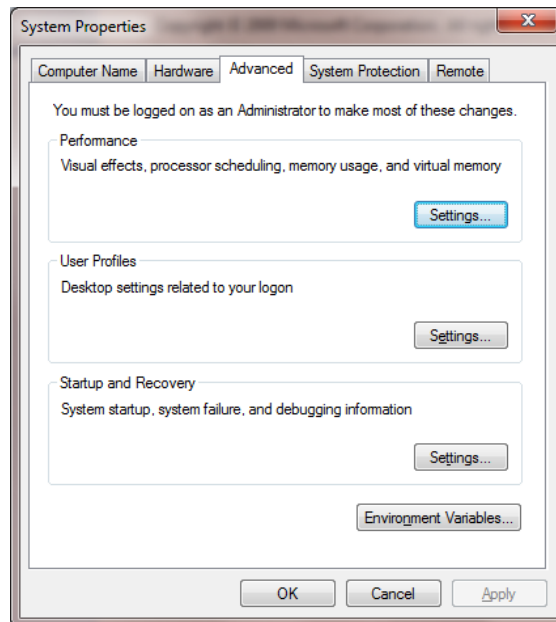 System Properties
Computer Name Hardware Advanced System Protection Remote
You must be logged on as an Administrator to make most of these changes.
Performance
Visual effects, processor scheduling, memory usage, and virtual memory
Settings...
User Profiles
Desktop settings related to your logon
Settings...
Startup and Recovery
System startup, system failure, and debugging information
Settings...
Environment Variables...
OK Cancel Apply